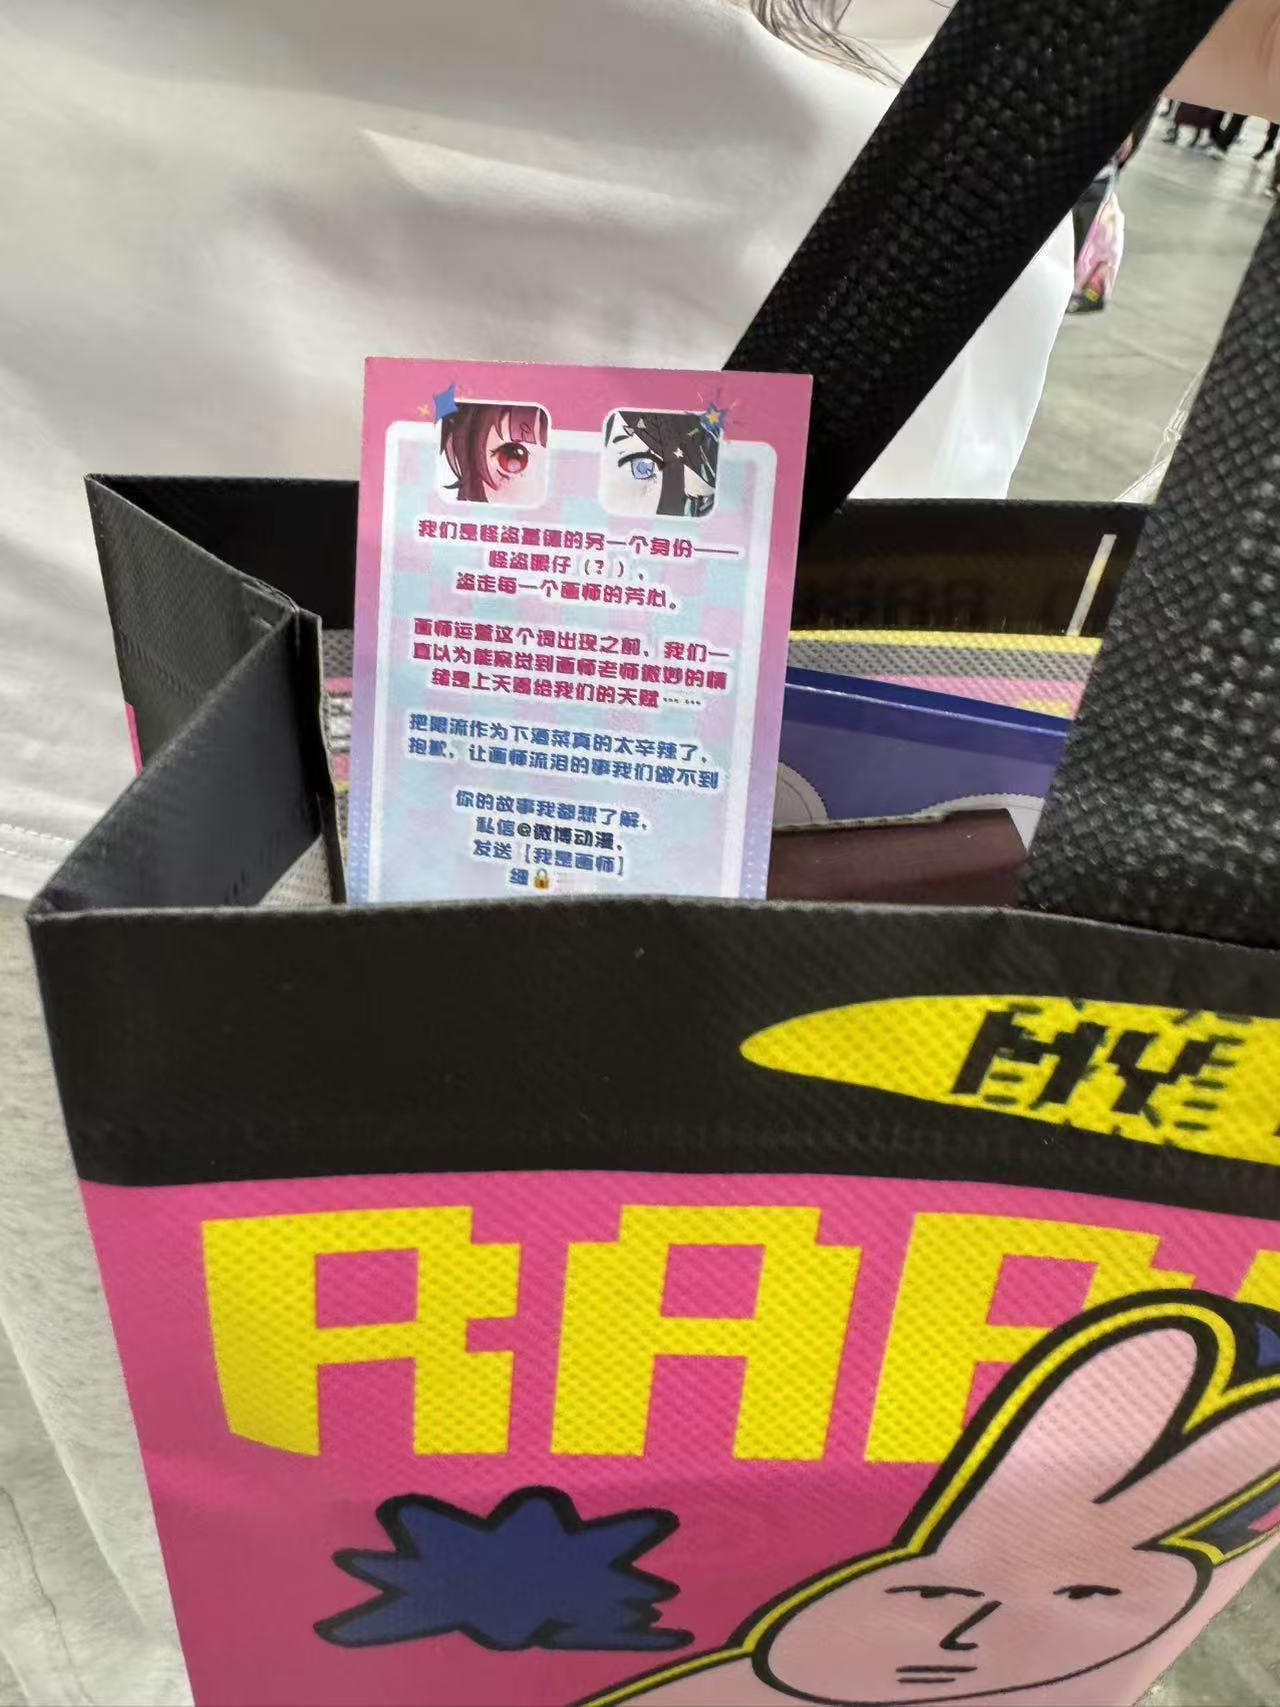 我们是怪盗基德的另一个身份——
怪盗眼仔（?）、
盗走每一个画师的芳心。
画师运营这个词出现之前，我们一
直以为能察觉到画师老师微妙的情
绪是上天赐给我们的天赋……
把限流作为下酒菜真的太辛辣了，
抱歉，让画师流泪的事我们做不到
你的故事我都想了解，
私信@微博动漫，
发送【我是画师】
细🔒
MY
RAB